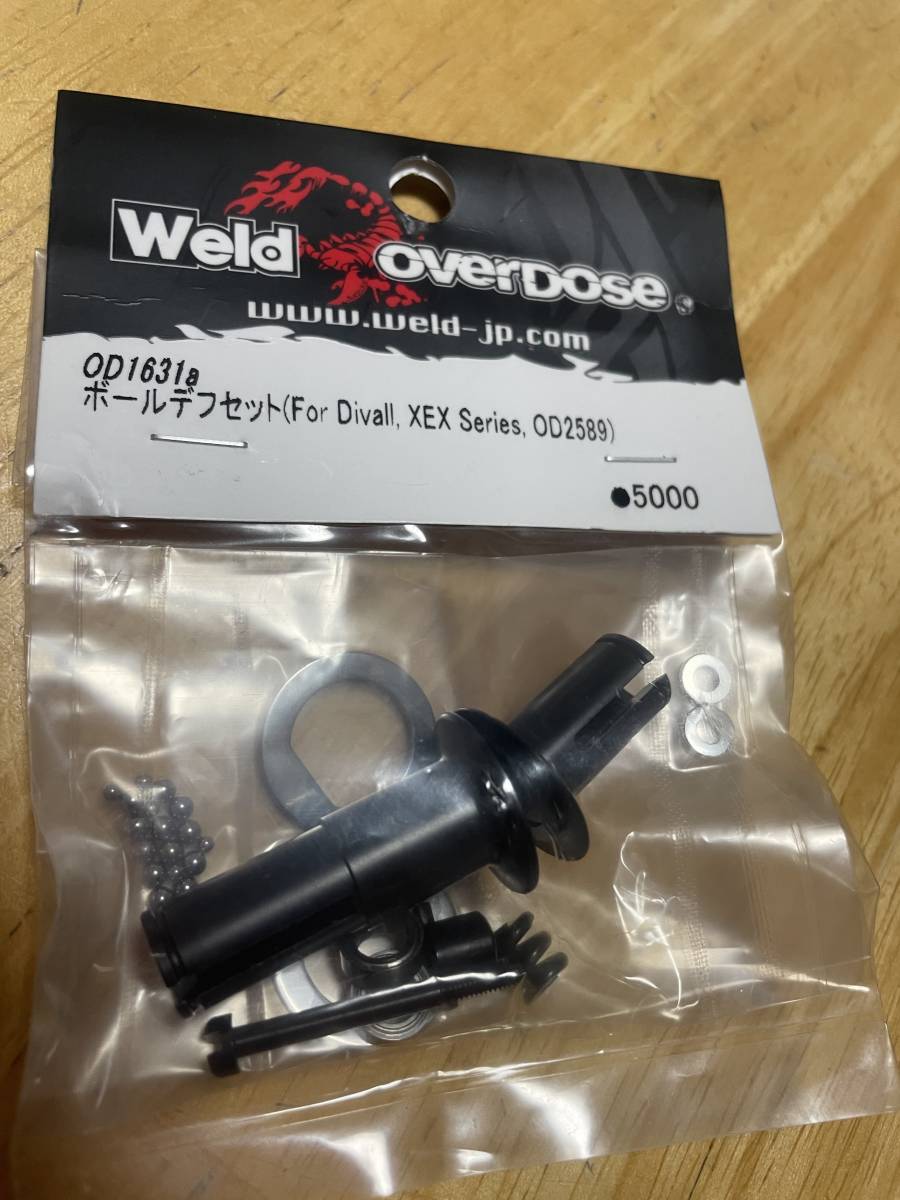 Weld OVERDOSE
www.weld-jp.com
OD1631a
ボールデフセット(For Divall, XEX Series, OD2589)
●5000